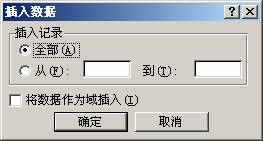 插入数据
插入记录
全部(A)
从(F): 到(T):
将数据作为域插入(I)
确定 取消